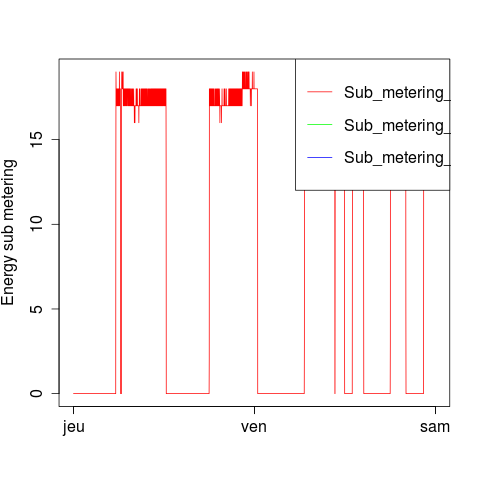 Energy sub metering
15
10
5
0
jeu
ven
sam
Sub_metering_
Sub_metering_
Sub_metering_